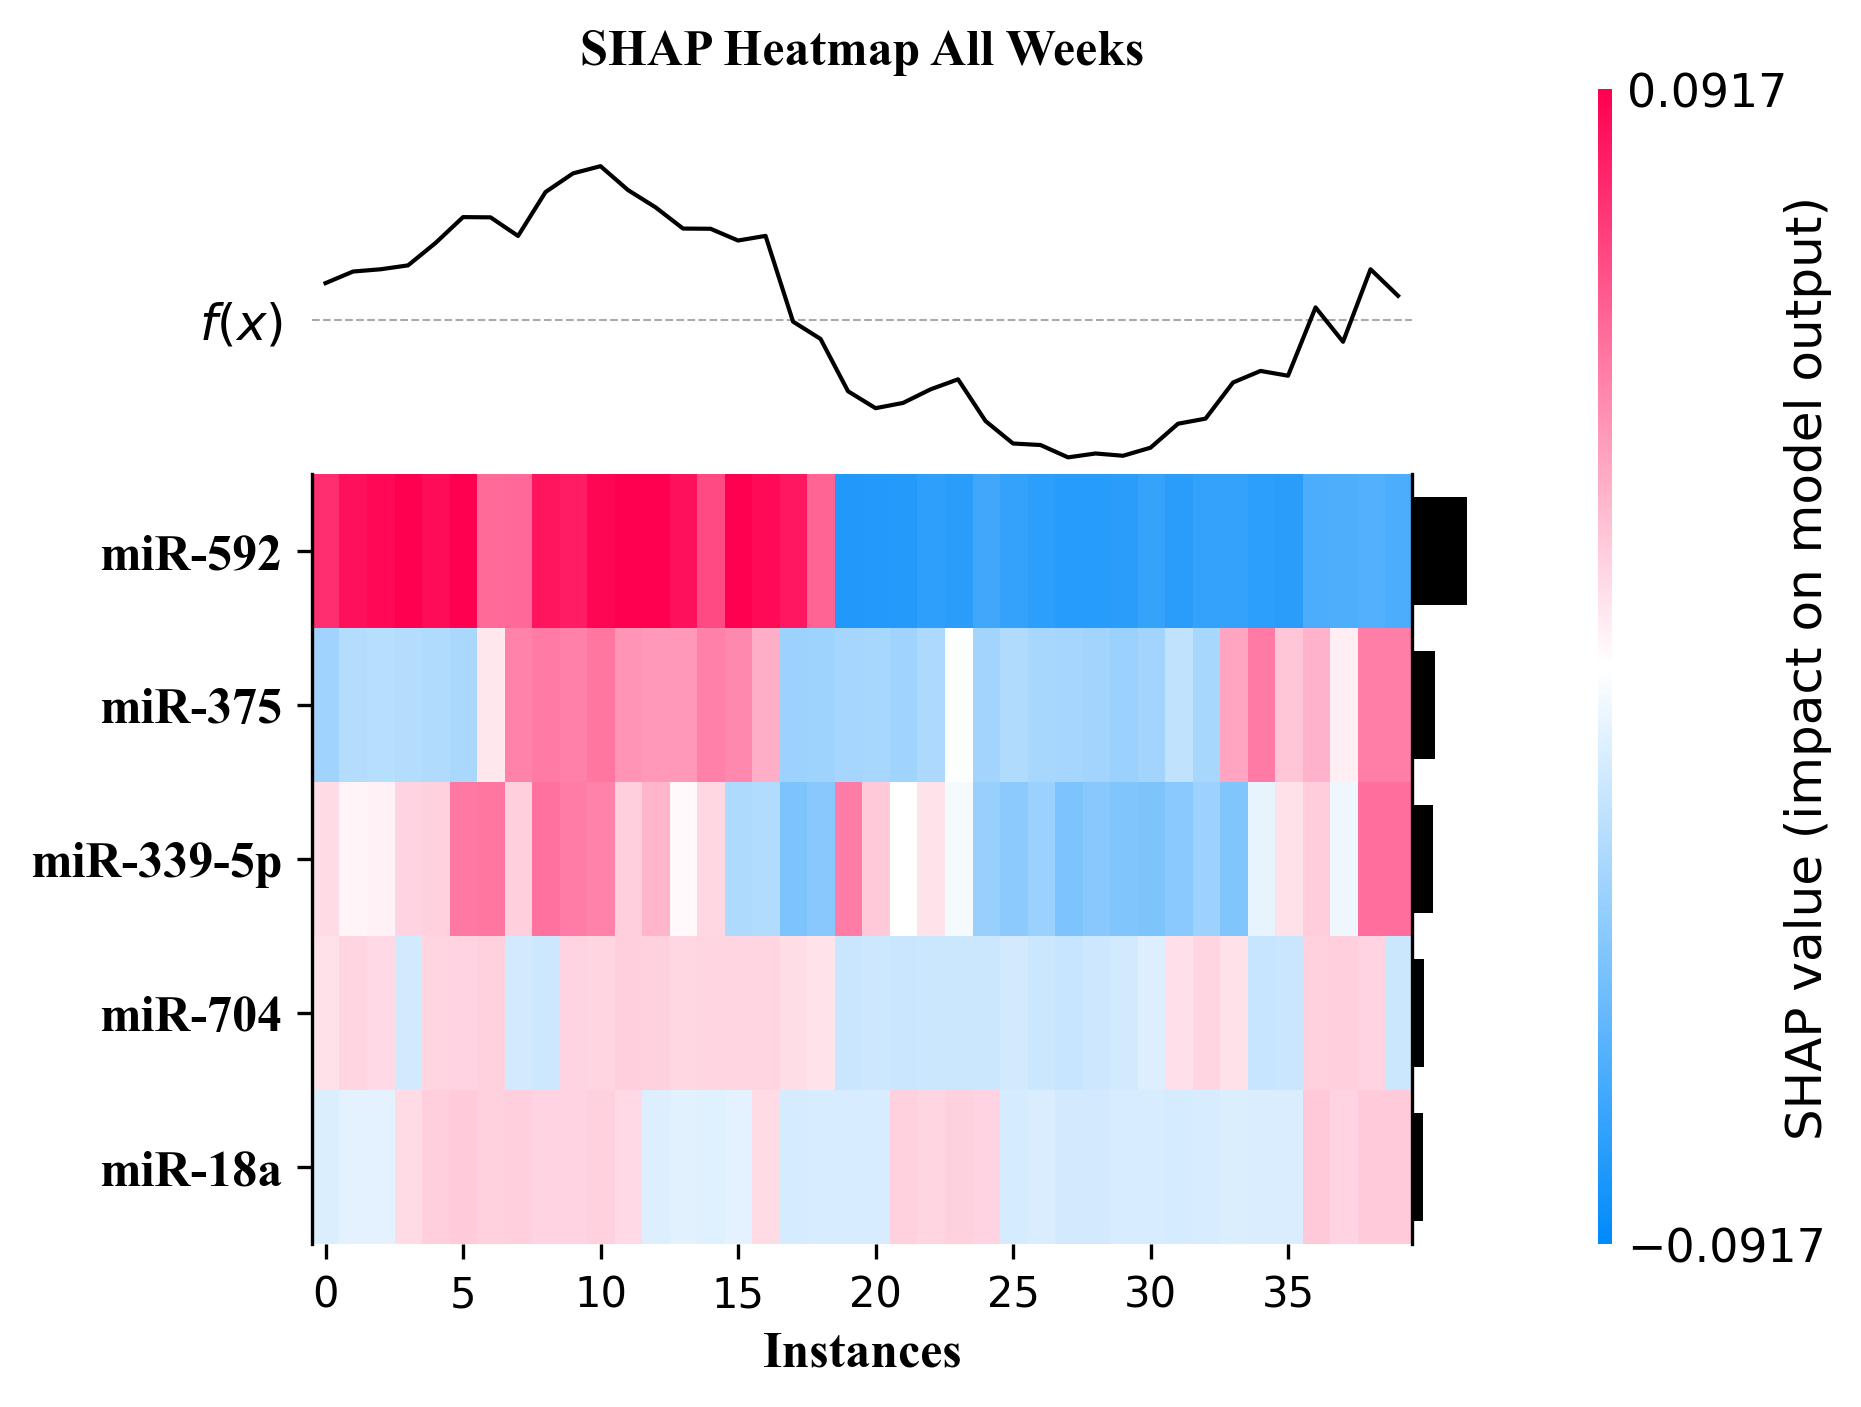 SHAP Heatmap All Weeks
0.0917
f(x)
miR-592
miR-375
miR-339-5p
miR-704
miR-18a
−0.0917
0 5 10 15 20 25 30 35
Instances
SHAP value (impact on model output)